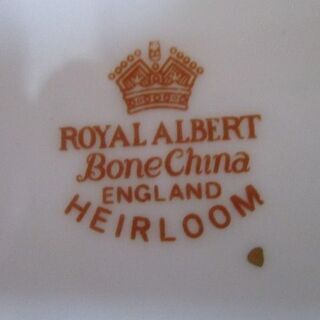 ROYAL ALBERT
Bone China
ENGLAND
HEIRLOOM